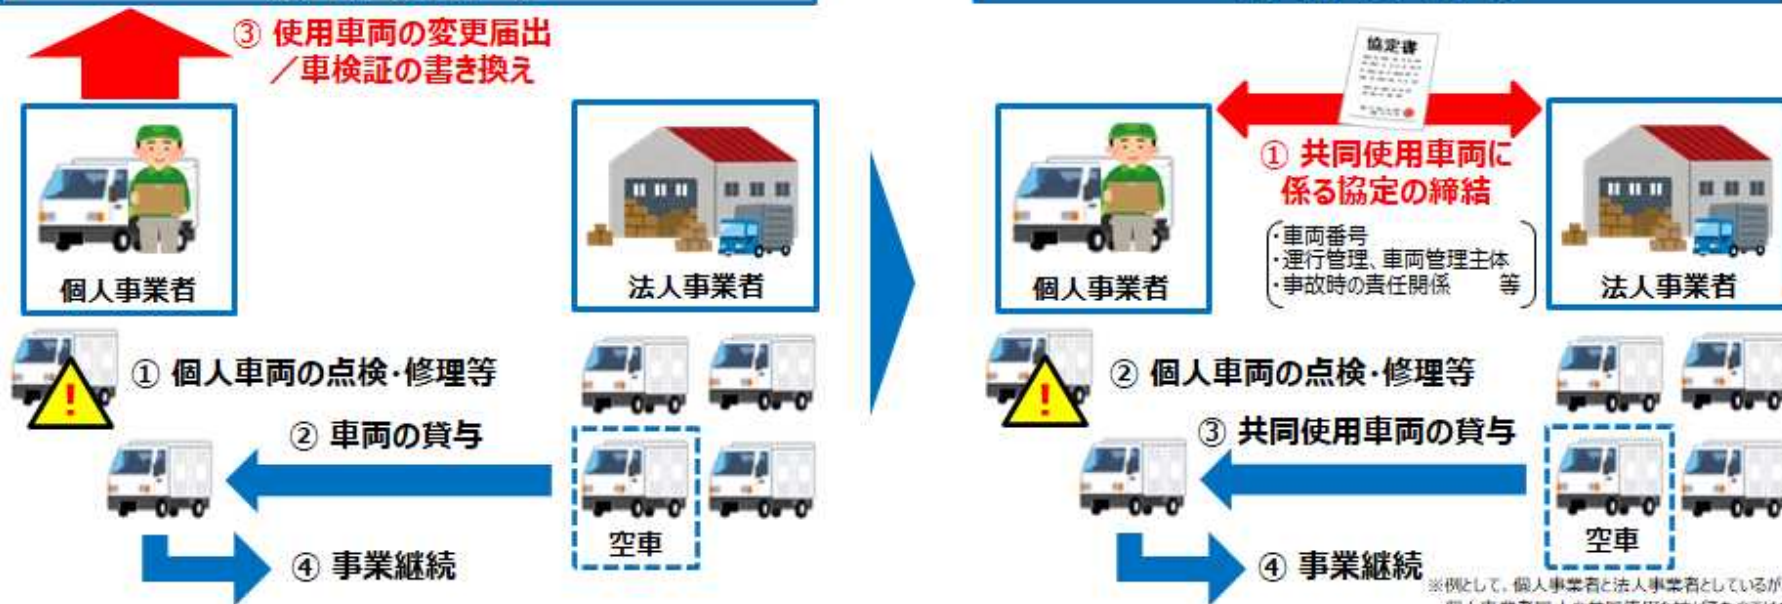 ③ 使用車両の変更届出
／車検証の書き換え
個人事業者
法人事業者
① 個人車両の点検・修理等
② 車両の貸与
空車
④ 事業継続
協定書
① 共同使用車両に
係る協定の締結
・車両番号
・運行管理、車両管理主体
・事故時の責任関係 等
個人事業者
法人事業者
② 個人車両の点検・修理等
③ 共同使用車両の貸与
空車
④ 事業継続
※例として、個人事業者と法人事業者としているが